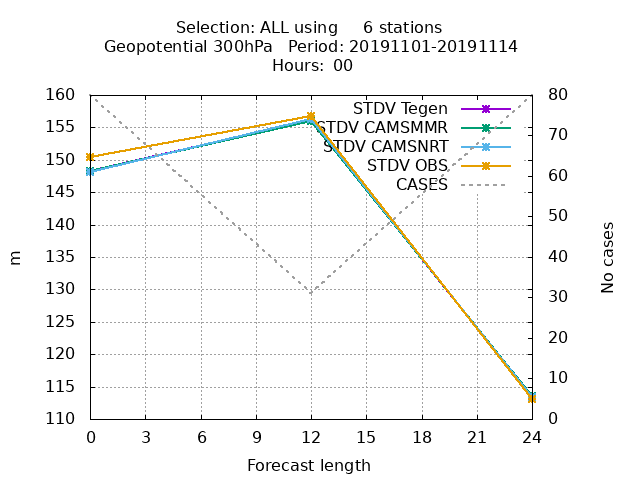 Selection: ALL using     6 stations
Geopotential 300hPa   Period: 20191101-20191114
Hours:  00
STDV Tegen
STDV CAMSMMR
STDV CAMSNRT
STDV OBS
CASES
160
155
150
145
140
135
130
125
120
115
110
m
80
70
60
50
40
30
20
10
0
No cases
0 3 6 9 12 15 18 21 24
Forecast length